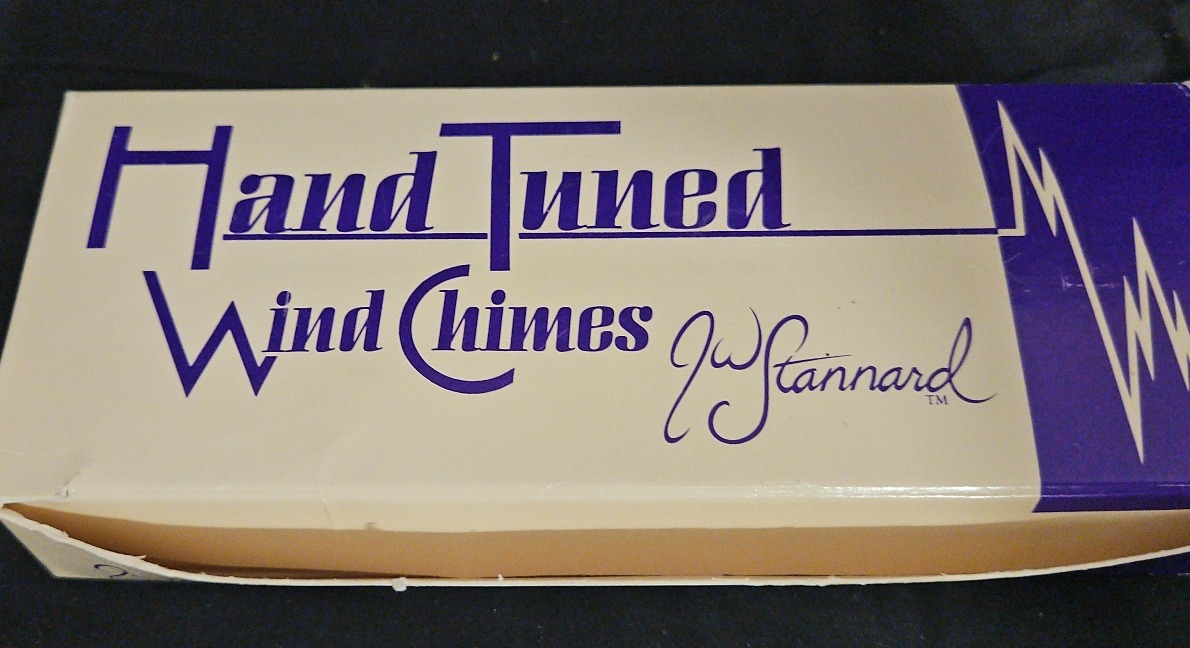 Hand Tuned
Wind Chimes
JW Stannard
TM